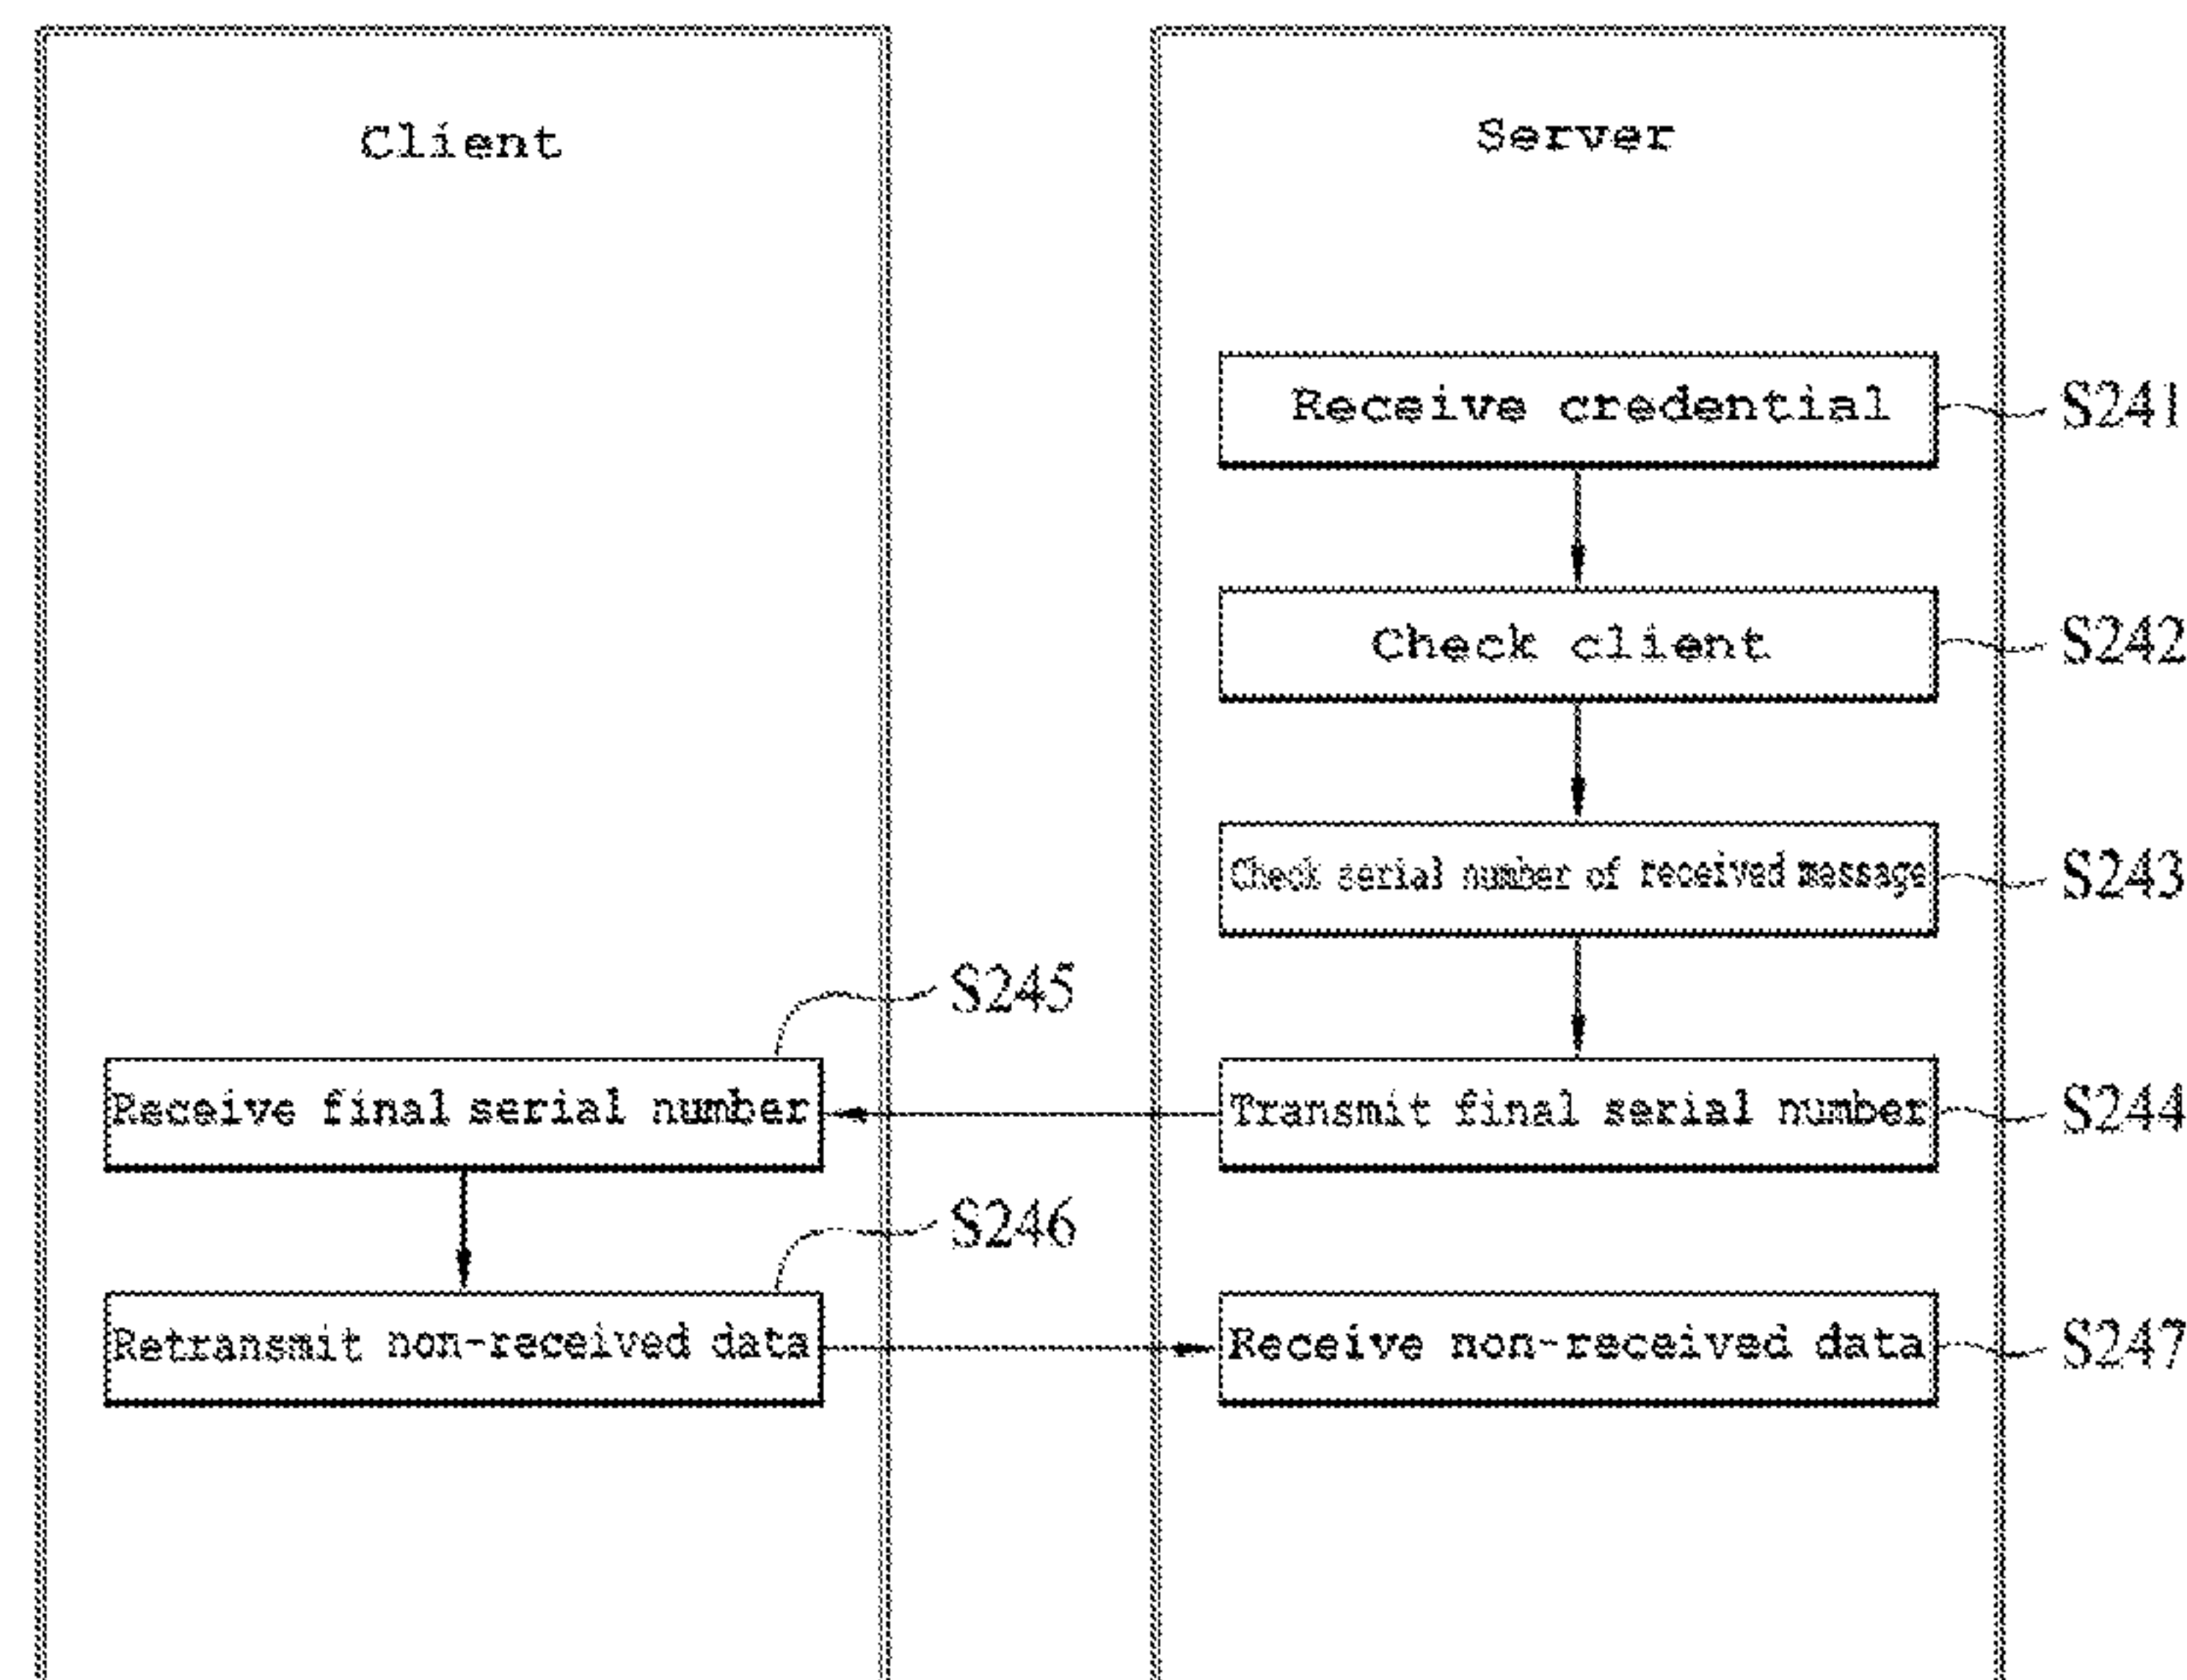 Client
Server
Receive credential
S241
Check client
S242
Check serial number of received message
S243
S245
Receive final serial number
Transmit final serial number
S244
S246
Retransmit non-received data
Receive non-received data
S247